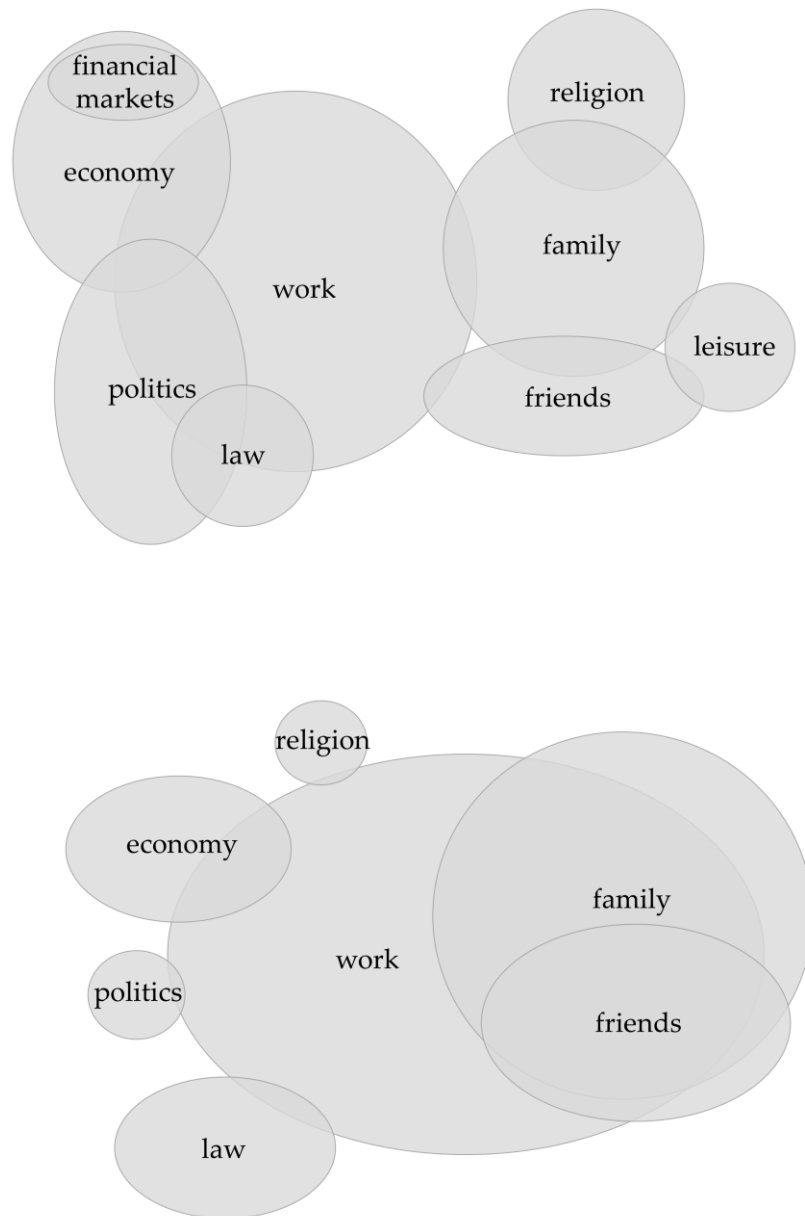 financial
markets
religion
economy
family
work
leisure
politics
friends
law
religion
economy
family
work
politics
friends
law